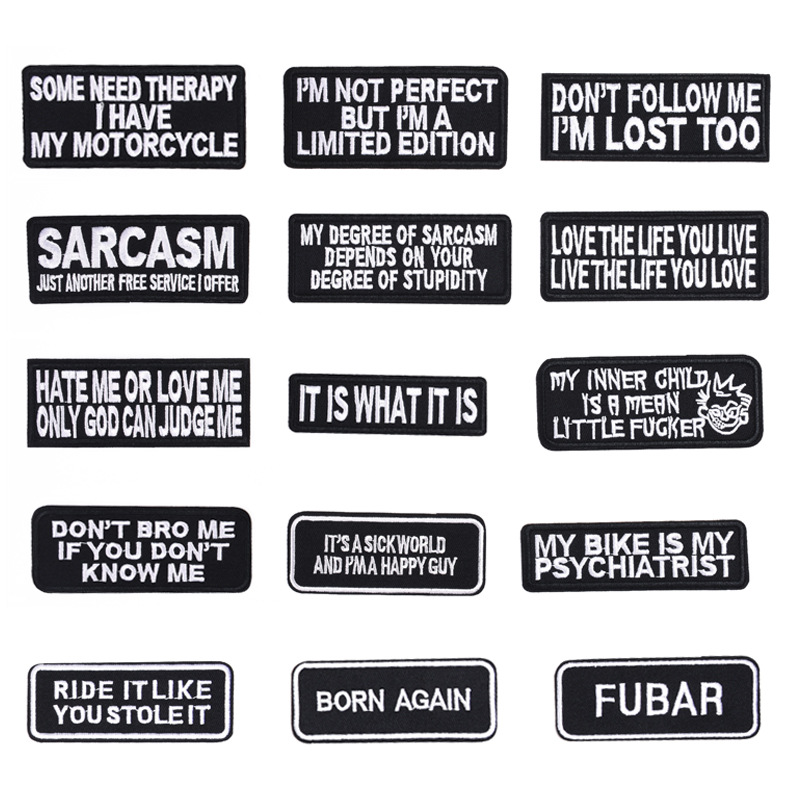 SOME NEED THERAPY
I HAVE
MY MOTORCYCLE
I'M NOT PERFECT
BUT I'M A
LIMITED EDITION
DON'T FOLLOW ME
I'M LOST TOO
SARCASM
JUST ANOTHER FREE SERVICE I OFFER
MY DEGREE OF SARCASM
DEPENDS ON YOUR
DEGREE OF STUPIDITY
LOVE THE LIFE YOU LIVE
LIVE THE LIFE YOU LOVE
HATE ME OR LOVE ME
ONLY GOD CAN JUDGE ME
IT IS WHAT IT IS
MY INNER CHILD
IS A MEAN
LITTLE FUCKER
DON'T BRO ME
IF YOU DON'T
KNOW ME
IT'S A SICK WORLD
AND I'M A HAPPY GUY
MY BIKE IS MY
PSYCHIATRIST
RIDE IT LIKE
YOU STOLE IT
BORN AGAIN
FUBAR